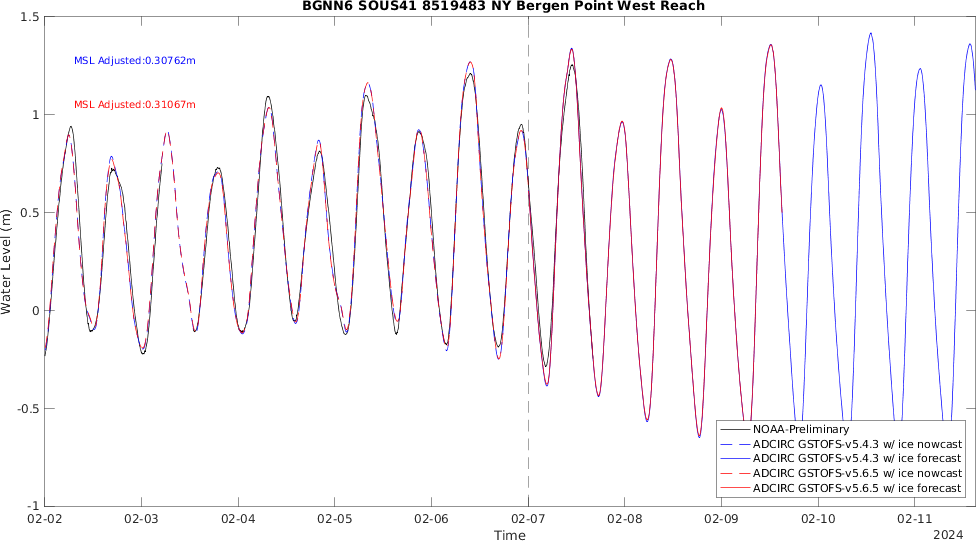 BGNN6 SOUS41 8519483 NY Bergen Point West Reach
1.5
MSL Adjusted:0.30762m
MSL Adjusted:0.31067m
1
0.5
0
-0.5
-1
Water Level (m)
NOAA-Preliminary
ADCIRC GSTOFS-v5.4.3 w/ ice nowcast
ADCIRC GSTOFS-v5.4.3 w/ ice forecast
ADCIRC GSTOFS-v5.6.5 w/ ice nowcast
ADCIRC GSTOFS-v5.6.5 w/ ice forecast
02-02 02-03 02-04 02-05 02-06 02-07 02-08 02-09 02-10 02-11
Time
2024